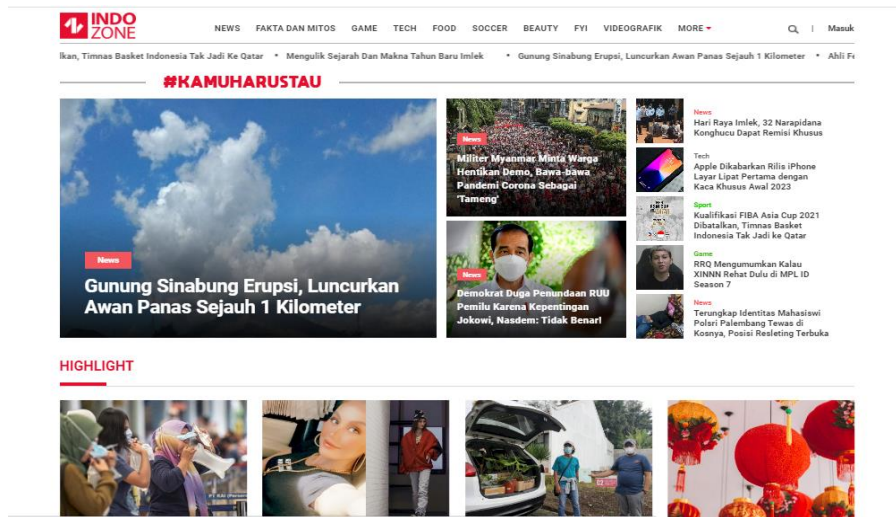 INDO
ZONE
NEWS FAKTA DAN MITOS GAME TECH FOOD SOCCER BEAUTY FYI VIDEOGRAFIK MORE
Masuk
lkan, Timnas Basket Indonesia Tak Jadi Ke Qatar • Mengulik Sejarah Dan Makna Tahun Baru Imlek • Gunung Sinabung Erupsi, Luncurkan Awan Panas Sejauh 1 Kilometer • Ahli Fe
#KAMUHARUSTAU
News
Gunung Sinabung Erupsi, Luncurkan
Awan Panas Sejauh 1 Kilometer
News
Militer Myanmar Minta Warga
Hentikan Demo, Bawa-bawa
Pandemi Corona Sebagai
'Tameng'
News
Demokrat Duga Penundaan RUU
Pemilu Karena Kepentingan
Jokowi, Nasdem: Tidak Benar!
News
Hari Raya Imlek, 32 Narapidana
Konghucu Dapat Remisi Khusus
Tech
Apple Dikabarkan Rilis iPhone
Layar Lipat Pertama dengan
Kaca Khusus Awal 2023
Sport
Kualifikasi FIBA Asia Cup 2021
Dibatalkan, Timnas Basket
Indonesia Tak Jadi ke Qatar
Game
RRQ Mengumumkan Kalau
XINNN Rehat Dulu di MPL ID
Season 7
News
Terungkap Identitas Mahasiswi
Polsri Palembang Tewas di
Kosnya, Posisi Resleting Terbuka
HIGHLIGHT